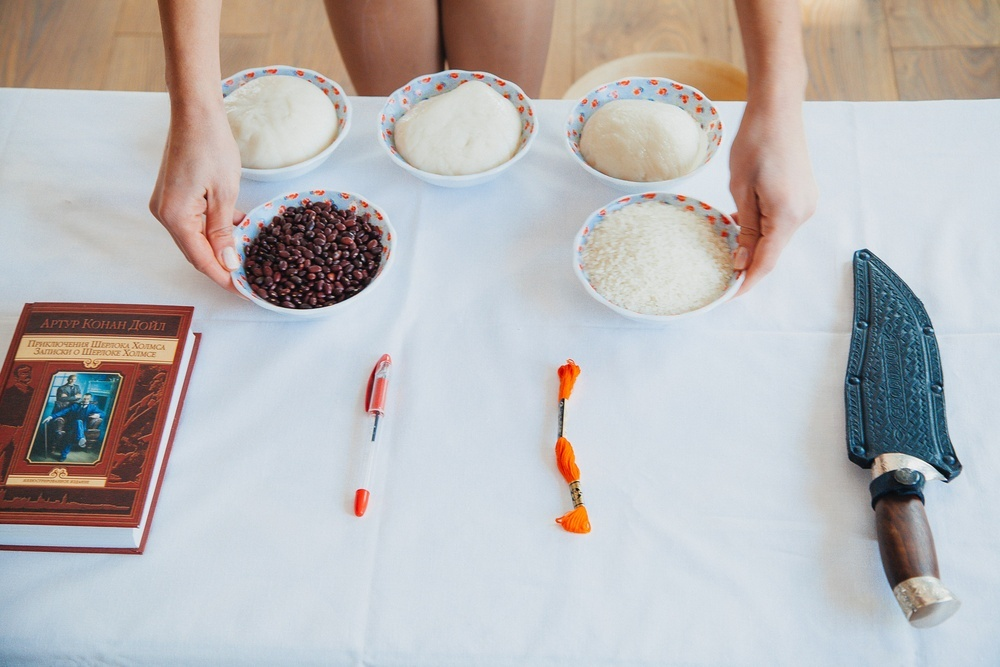 Артур Конан Дойл
Приключения Шерлока Холмса
Записки о Шерлоке Холмсе